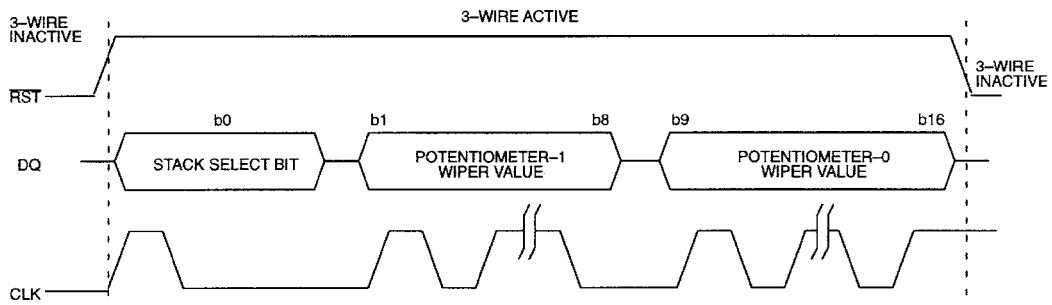 3–WIRE
INACTIVE
3–WIRE ACTIVE
3–WIRE
INACTIVE
RST
b0
b1
b8
b9
b16
DQ
STACK SELECT BIT
POTENTIOMETER–1
WIPER VALUE
POTENTIOMETER–0
WIPER VALUE
CLK